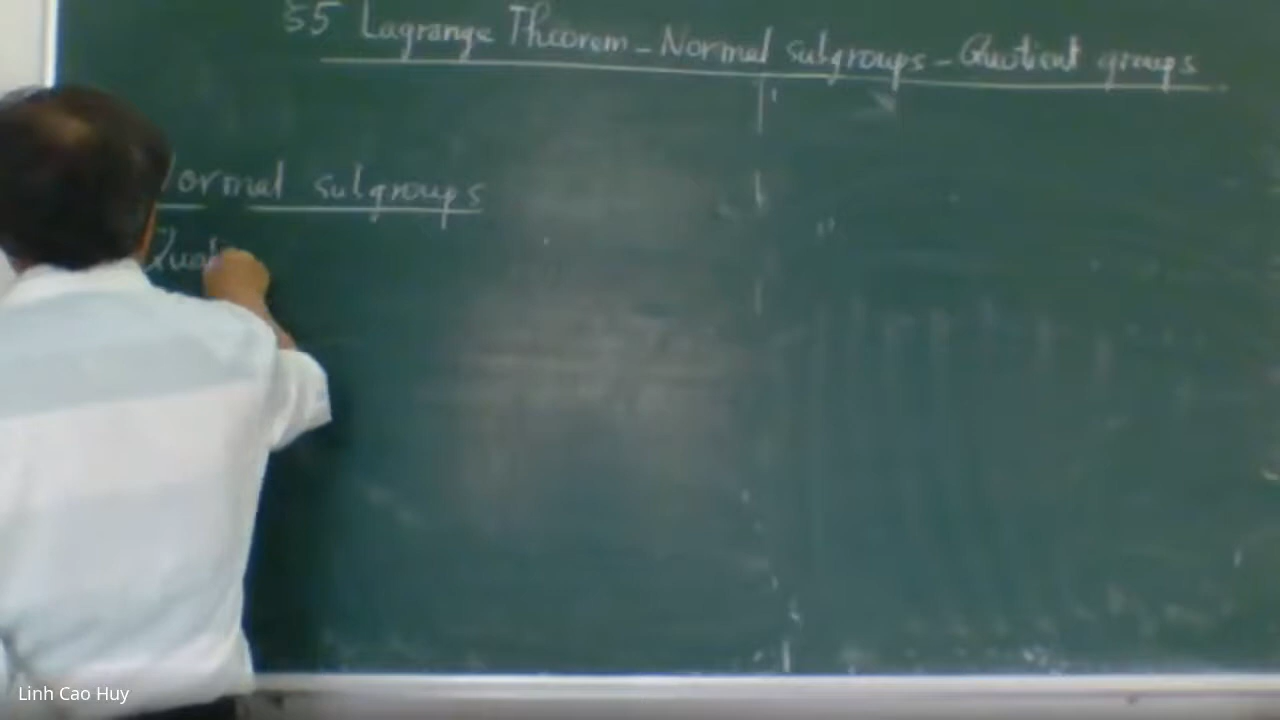 §5 Lagrange Theorem - Normal subgroups - Quotient groups
Normal subgroups
Linh Cao Huy